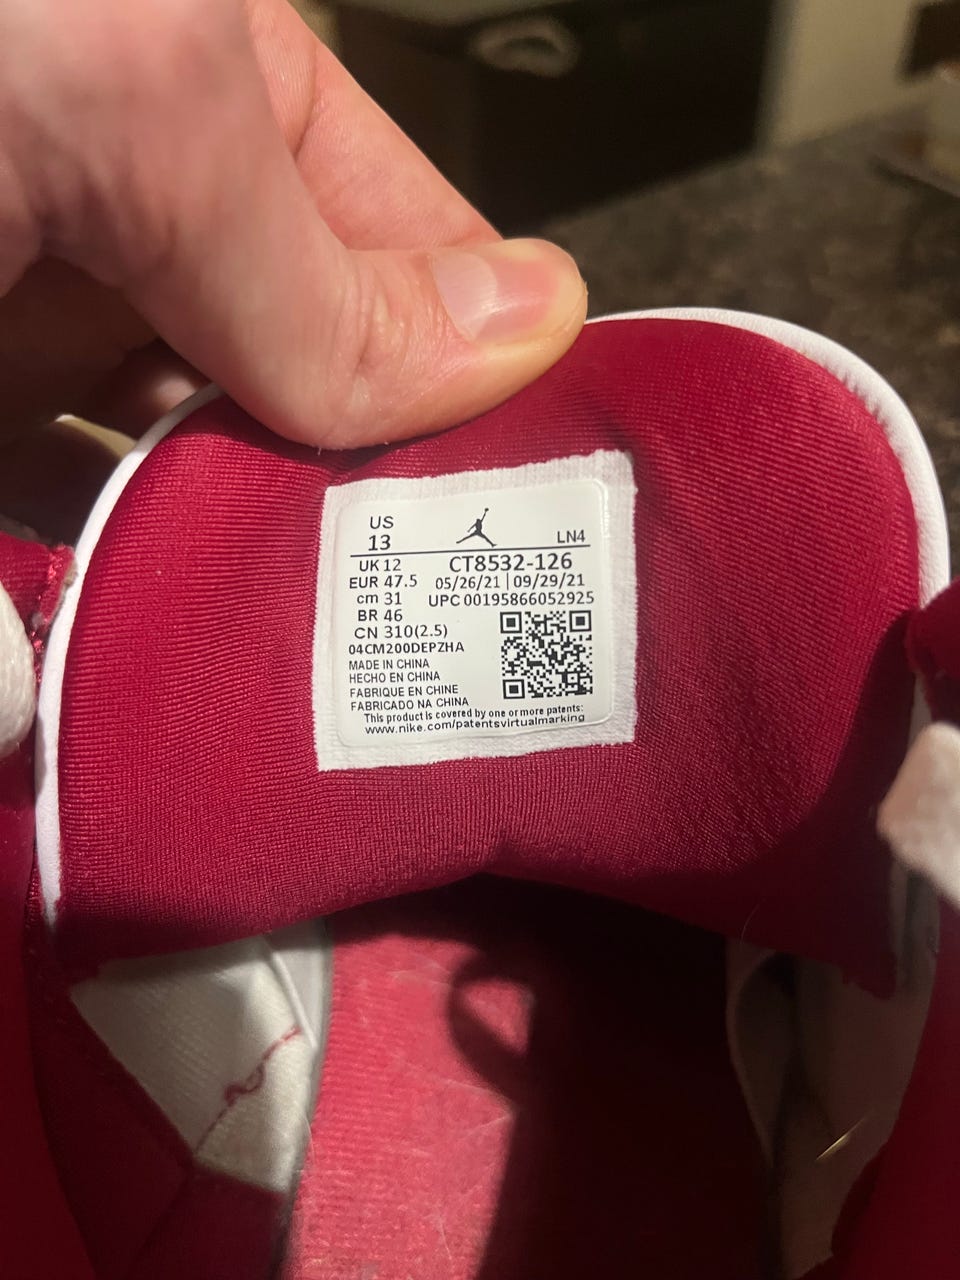 US
13
LN4
UK 12
CT8532-126
EUR 47.5
05/26/21 | 09/29/21
cm 31
UPC 00195866052925
BR 46
CN 310(2.5)
04CM200DEPZHA
MADE IN CHINA
HECHO EN CHINA
FABRIQUE EN CHINE
FABRICADO NA CHINA
This product is covered by one or more patents:
www.nike.com/patentsvirtualmarking